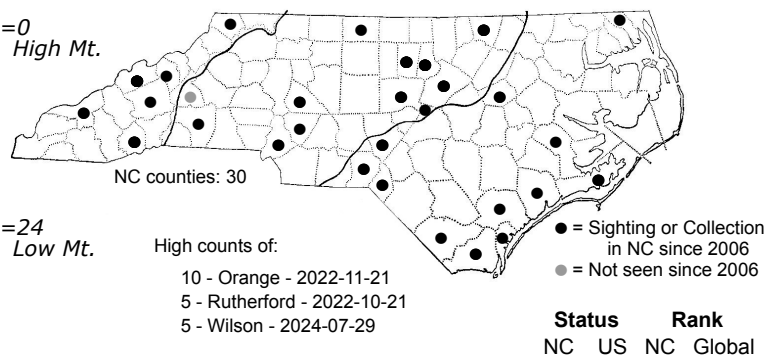 =0
High Mt.
NC counties: 30
=24
Low Mt.
High counts of:
10 - Orange - 2022-11-21
5 - Rutherford - 2022-10-21
5 - Wilson - 2024-07-29
= Sighting or Collection
in NC since 2006
= Not seen since 2006
Status Rank
NC US NC Global